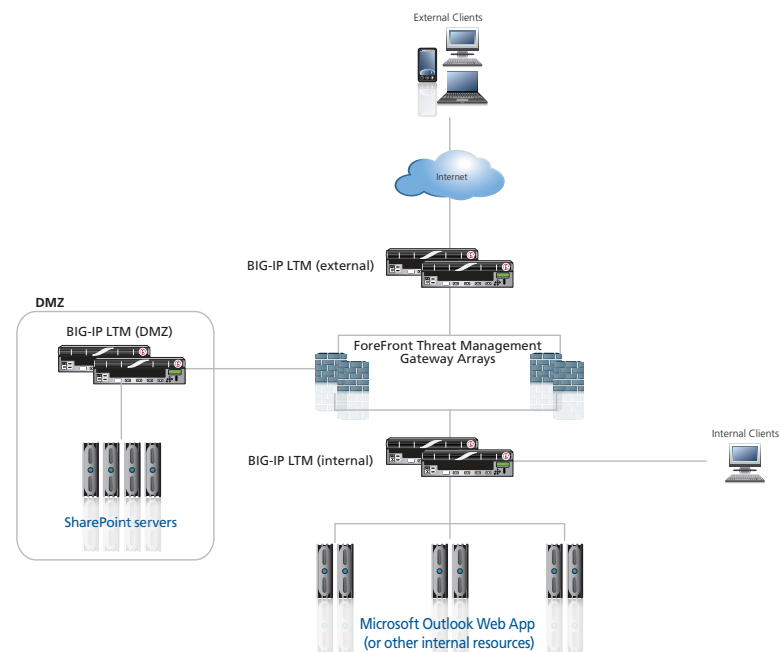 External Clients
Internet
BIG-IP LTM (external)
DMZ
BIG-IP LTM (DMZ)
ForeFront Threat Management
Gateway Arrays
Internal Clients
BIG-IP LTM (internal)
SharePoint servers
Microsoft Outlook Web App
(or other internal resources)